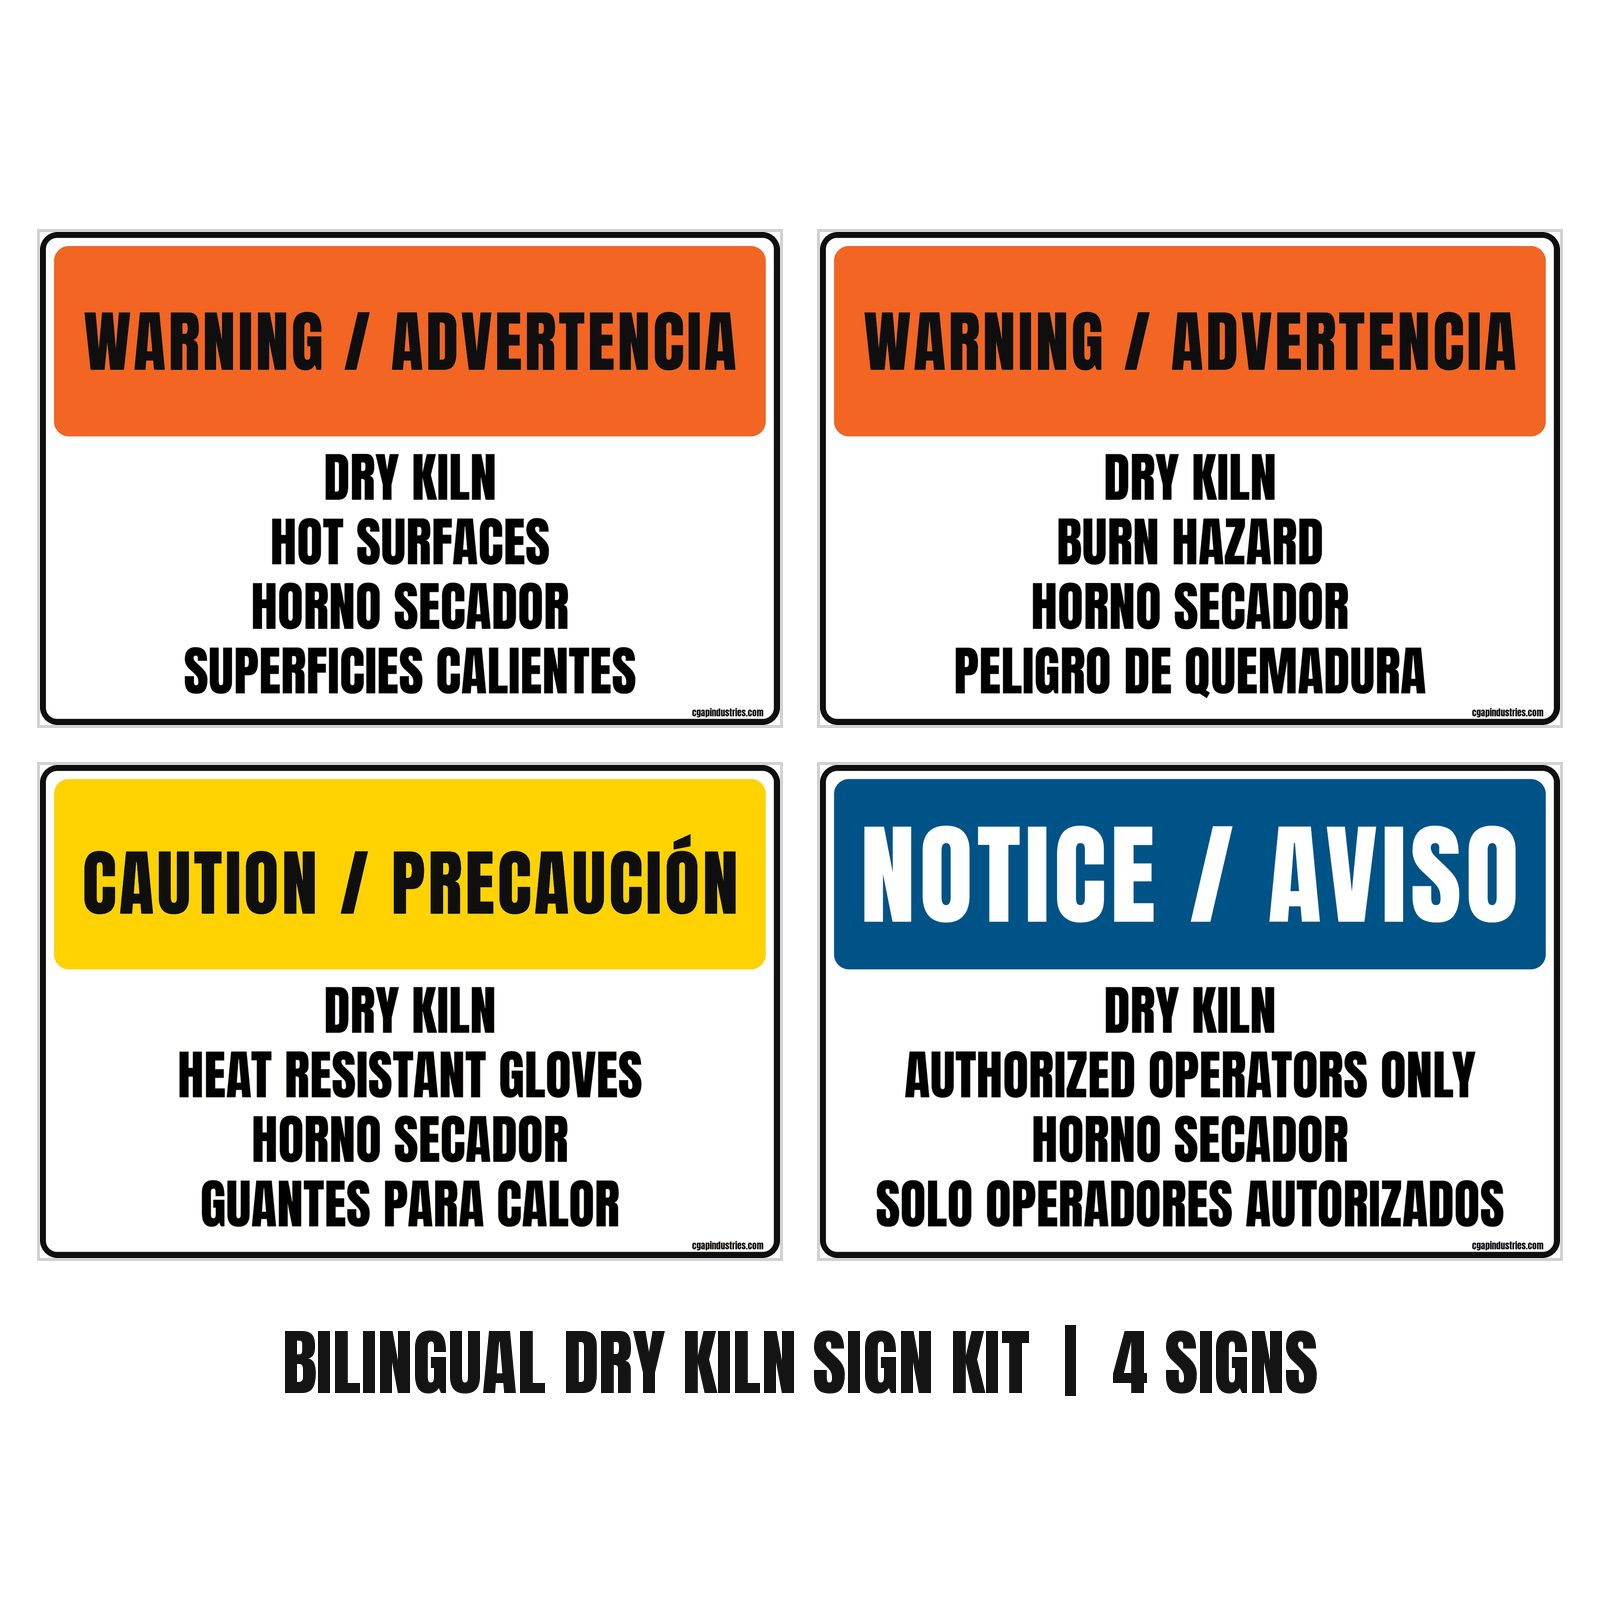 WARNING / ADVERTENCIA
DRY KILN
HOT SURFACES
HORNO SECADOR
SUPERFICIES CALIENTES
cgapindustries.com
WARNING / ADVERTENCIA
DRY KILN
BURN HAZARD
HORNO SECADOR
PELIGRO DE QUEMADURA
cgapindustries.com
CAUTION / PRECAUCIÓN
DRY KILN
HEAT RESISTANT GLOVES
HORNO SECADOR
GUANTES PARA CALOR
cgapindustries.com
NOTICE / AVISO
DRY KILN
AUTHORIZED OPERATORS ONLY
HORNO SECADOR
SOLO OPERADORES AUTORIZADOS
cgapindustries.com
BILINGUAL DRY KILN SIGN KIT | 4 SIGNS